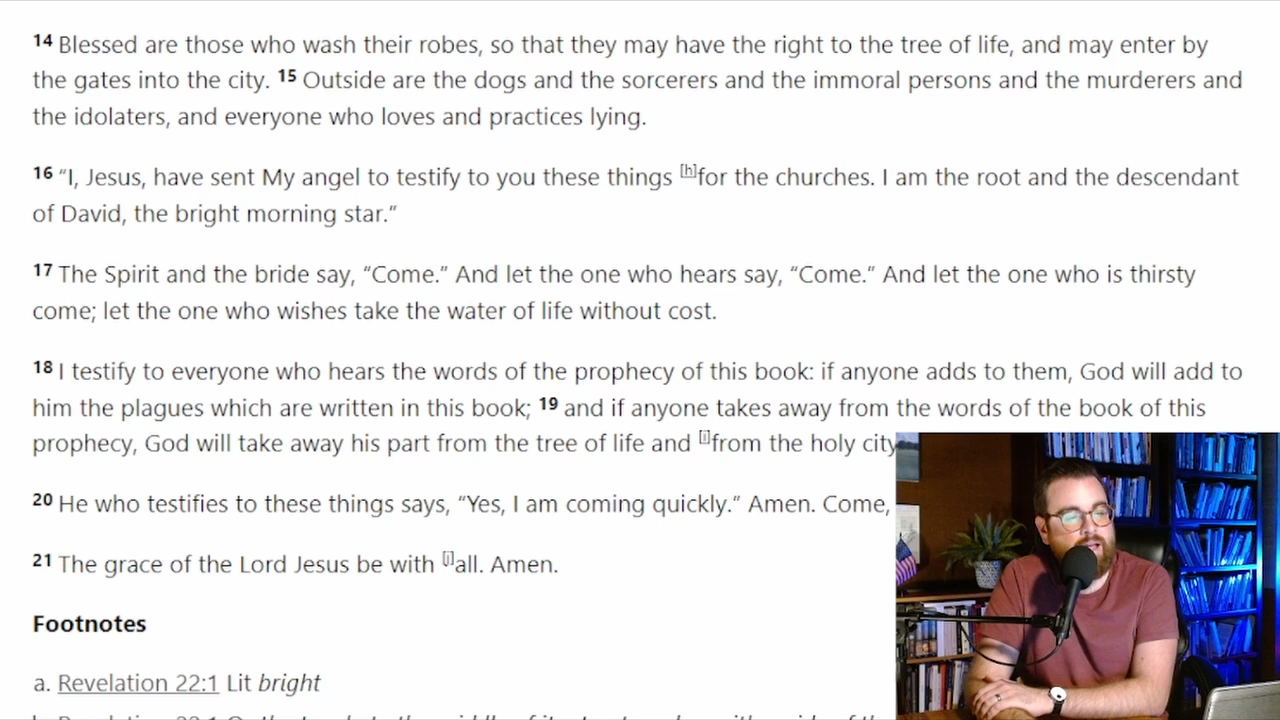 14 Blessed are those who wash their robes, so that they may have the right to the tree of life, and may enter by
the gates into the city. 15 Outside are the dogs and the sorcerers and the immoral persons and the murderers and
the idolaters, and everyone who loves and practices lying.
16 “I, Jesus, have sent My angel to testify to you these things [h]for the churches. I am the root and the descendant
of David, the bright morning star.”
17 The Spirit and the bride say, “Come.” And let the one who hears say, “Come.” And let the one who is thirsty
come; let the one who wishes take the water of life without cost.
18 I testify to everyone who hears the words of the prophecy of this book: if anyone adds to them, God will add to
him the plagues which are written in this book; 19 and if anyone takes away from the words of the book of this
prophecy, God will take away his part from the tree of life and [i]from the holy city
20 He who testifies to these things says, “Yes, I am coming quickly.” Amen. Come,
21 The grace of the Lord Jesus be with [j]all. Amen.
Footnotes
a. Revelation 22:1 Lit bright